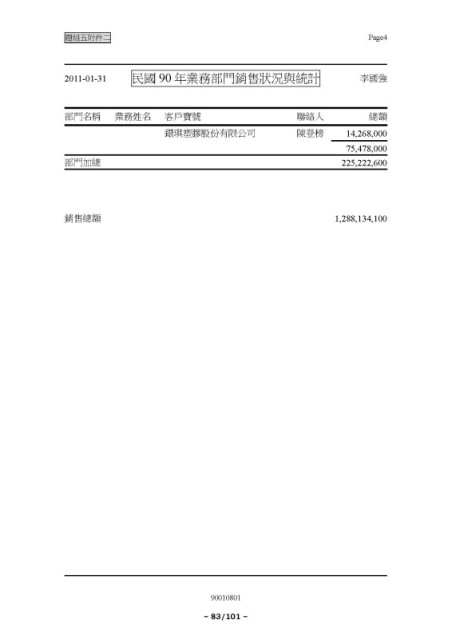 題組五附件二 Page4
2011-01-31 民國 90 年業務部門銷售狀況與統計 李國強
部門名稱 業務姓名 客戶寶號 聯絡人 總額
鐶琪塑膠股份有限公司 陳登榜 14,268,000
75,478,000
部門加總 225,222,600
銷售總額 1,288,134,100
90010801
~ 83/101 ~